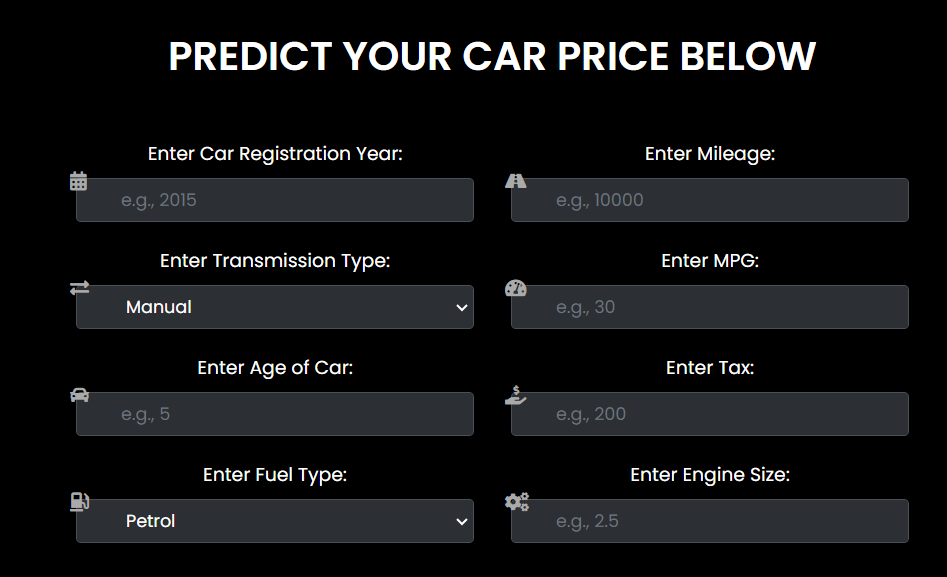 PREDICT YOUR CAR PRICE BELOW
Enter Car Registration Year:
e.g., 2015
Enter Mileage:
e.g., 10000
Enter Transmission Type:
Manual
Enter MPG:
e.g., 30
Enter Age of Car:
e.g., 5
Enter Tax:
e.g., 200
Enter Fuel Type:
Petrol
Enter Engine Size:
e.g., 2.5